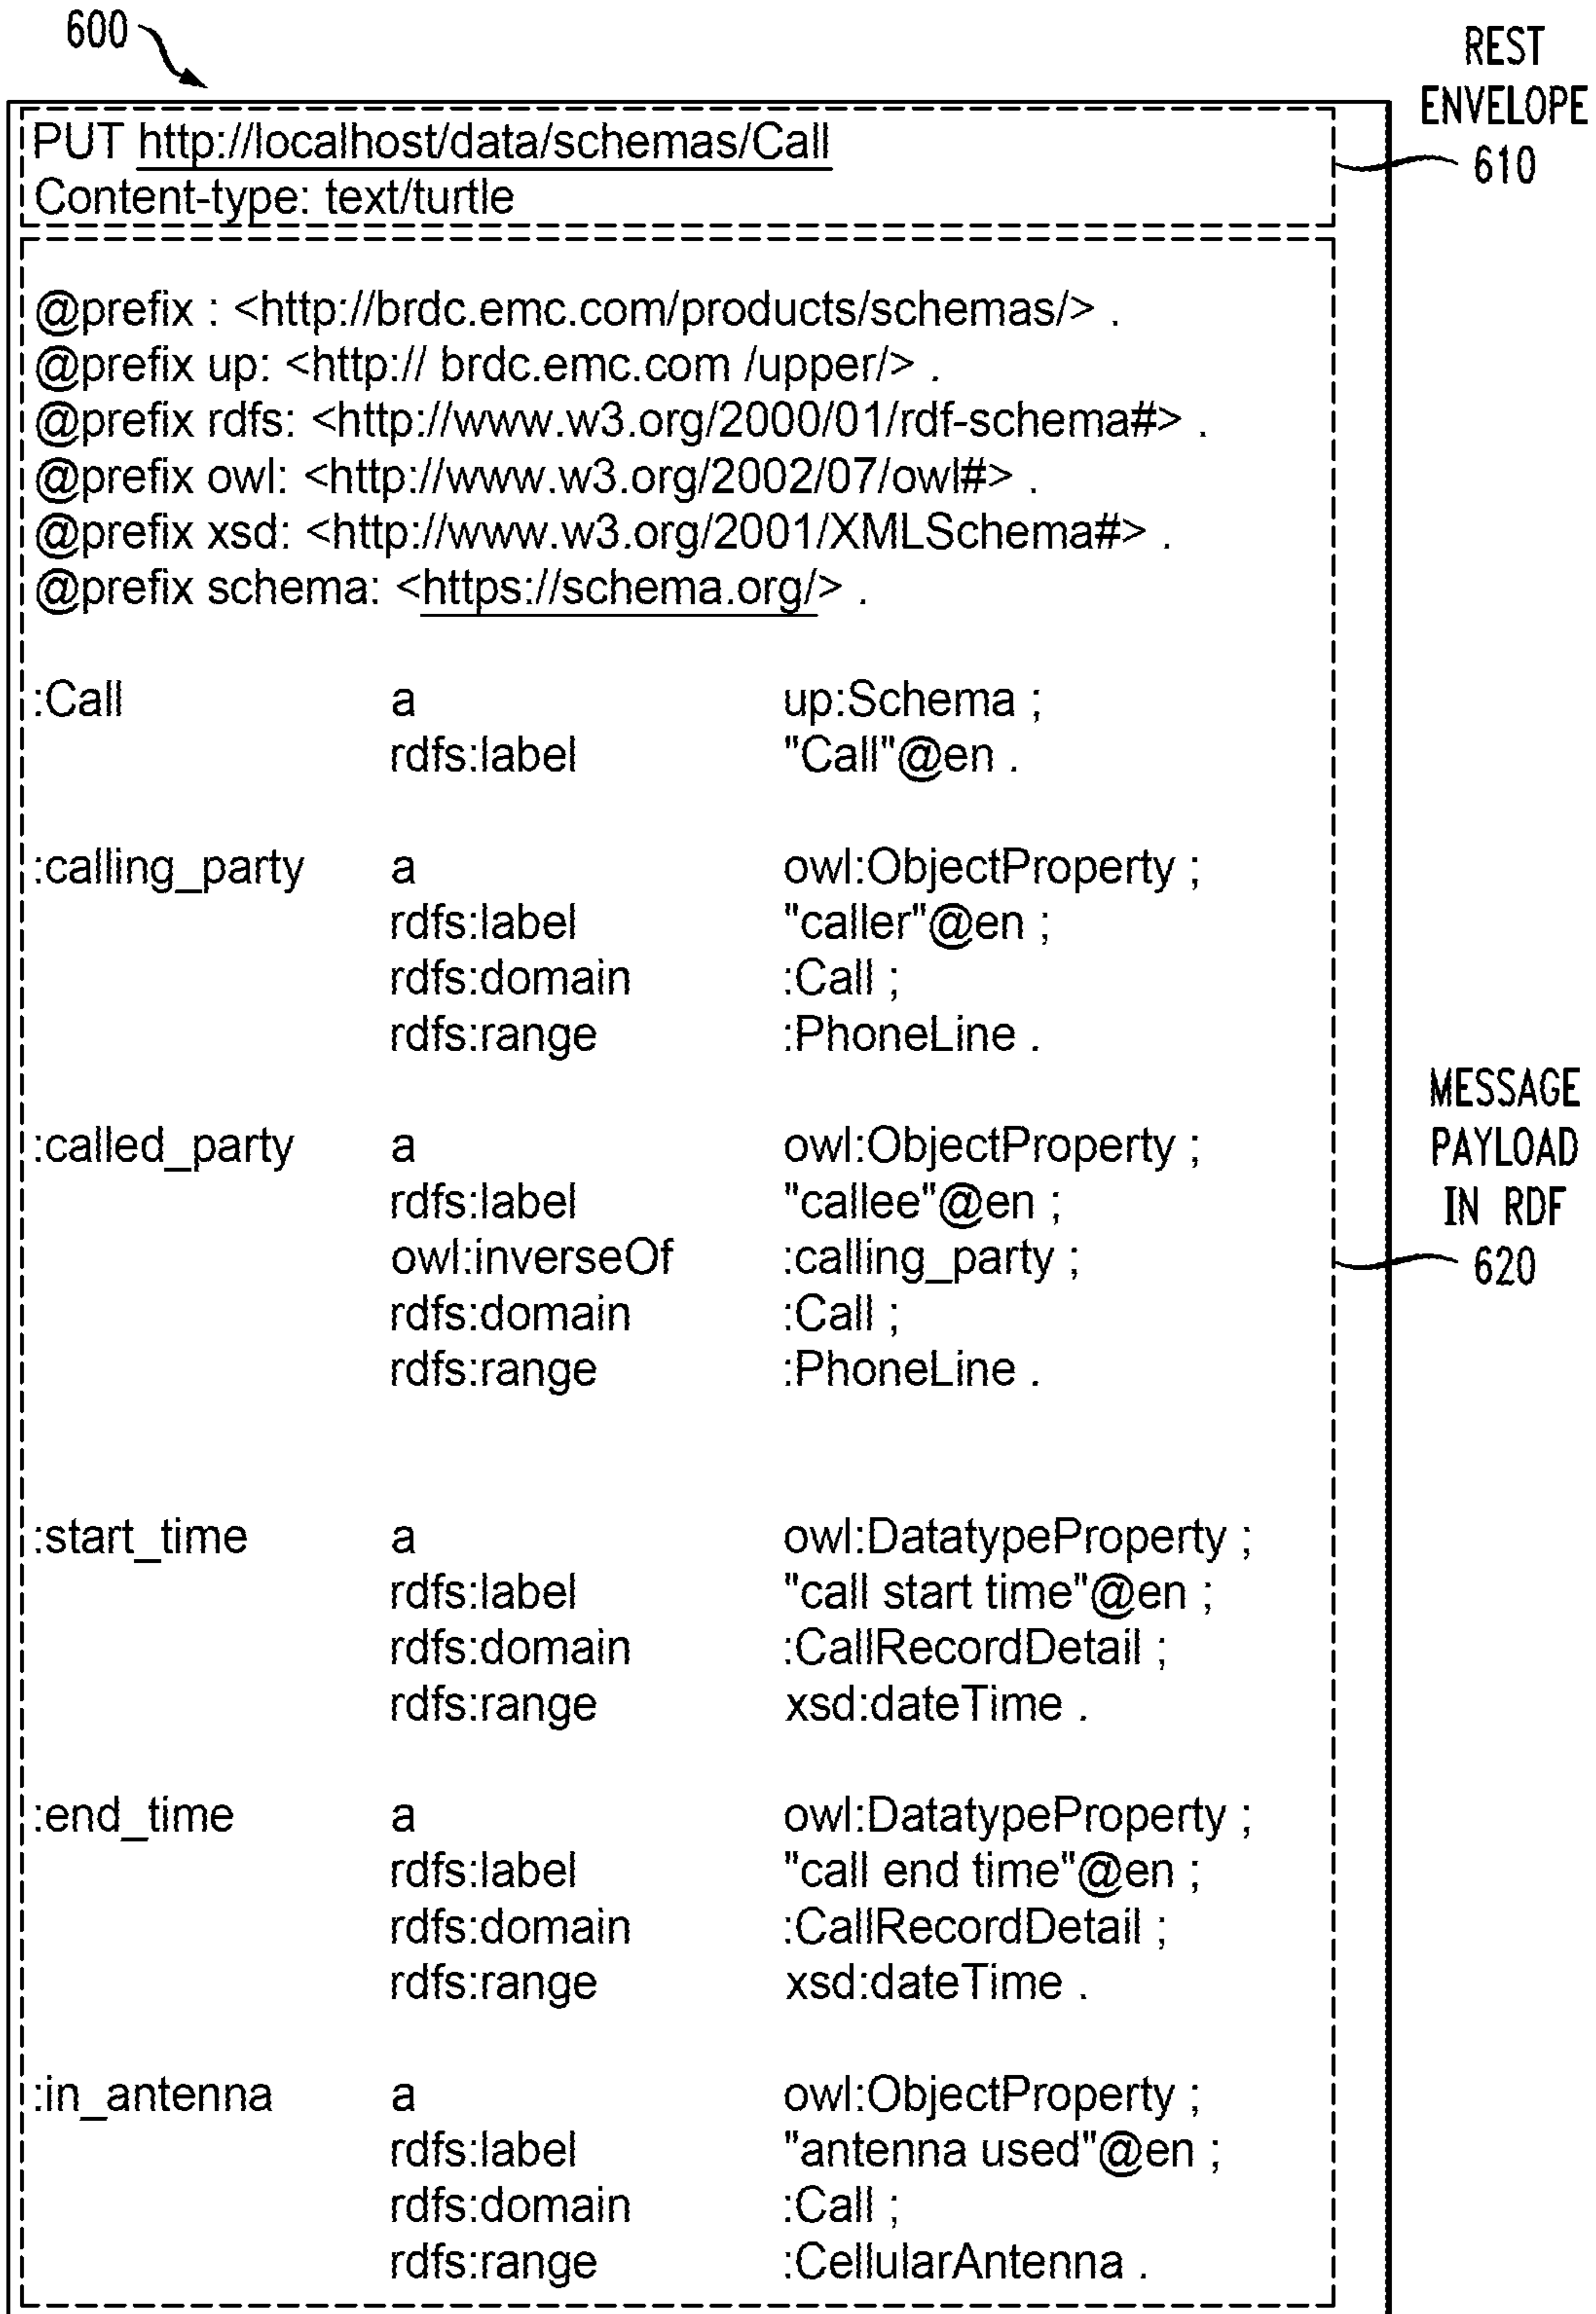 600
REST
ENVELOPE
610
PUT http://localhost/data/schemas/Call
Content-type: text/turtle
@prefix : <http://brdc.emc.com/products/schemas/> .
@prefix up: <http:// brdc.emc.com /upper/> .
@prefix rdfs: <http://www.w3.org/2000/01/rdf-schema#> .
@prefix owl: <http://www.w3.org/2002/07/owl#> .
@prefix xsd: <http://www.w3.org/2001/XMLSchema#> .
@prefix schema: <https://schema.org/> .
:Call a up:Schema ;
rdfs:label "Call"@en .
:calling_party a owl:ObjectProperty ;
rdfs:label "caller"@en ;
rdfs:domain :Call ;
rdfs:range :PhoneLine .
:called_party a owl:ObjectProperty ;
rdfs:label "callee"@en ;
owl:inverseOf :calling_party ;
rdfs:domain :Call ;
rdfs:range :PhoneLine .
MESSAGE
PAYLOAD
IN RDF
620
:start_time a owl:DatatypeProperty ;
rdfs:label "call start time"@en ;
rdfs:domain :CallRecordDetail ;
rdfs:range xsd:dateTime .
:end_time a owl:DatatypeProperty ;
rdfs:label "call end time"@en ;
rdfs:domain :CallRecordDetail ;
rdfs:range xsd:dateTime .
:in_antenna a owl:ObjectProperty ;
rdfs:label "antenna used"@en ;
rdfs:domain :Call ;
rdfs:range :CellularAntenna .